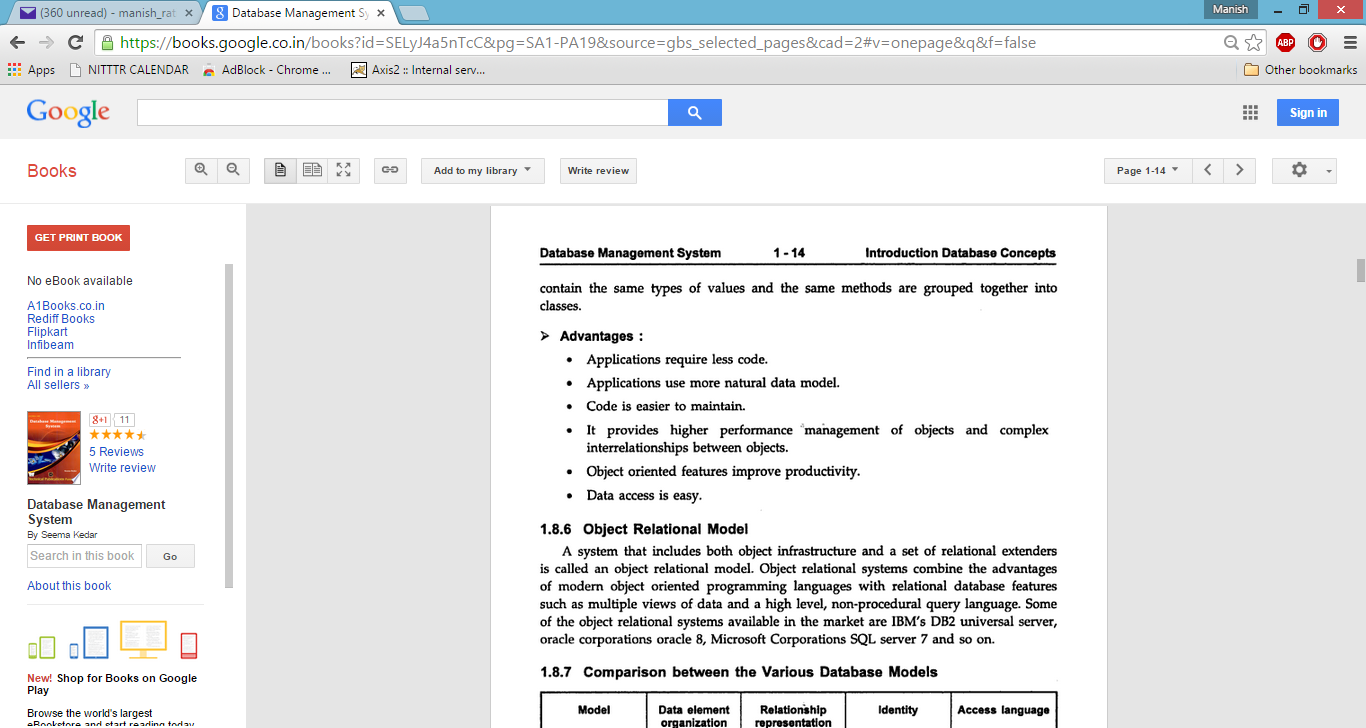 (360 unread) - manish_rat
Database Management Sy
Manish
https://books.google.co.in/books?id=SELyJ4a5nTcC&pg=SA1-PA19&source=gbs_selected_pages&cad=2#v=onepage&q&f=false
ABP
Apps
NITTTR CALENDAR
AdBlock - Chrome ...
Axis2 :: Internal serv...
Other bookmarks
Google
Sign in
Books
Add to my library
Write review
Page 1-14
GET PRINT BOOK
No eBook available
A1Books.co.in
Rediff Books
Flipkart
Infibeam
Find in a library
All sellers »
g+1 11
5 Reviews
Write review
Database Management
System
By Seema Kedar
Search in this book
Go
About this book
New! Shop for Books on Google
Play
Browse the world's largest
eBookstore and start reading today
Database Management System 1 - 14 Introduction Database Concepts
contain the same types of values and the same methods are grouped together into
classes.
➢ Advantages :
• Applications require less code.
• Applications use more natural data model.
• Code is easier to maintain.
• It provides higher performance management of objects and complex
interrelationships between objects.
• Object oriented features improve productivity.
• Data access is easy.
1.8.6 Object Relational Model
A system that includes both object infrastructure and a set of relational extenders
is called an object relational model. Object relational systems combine the advantages
of modern object oriented programming languages with relational database features
such as multiple views of data and a high level, non-procedural query language. Some
of the object relational systems available in the market are IBM's DB2 universal server,
oracle corporations oracle 8, Microsoft Corporations SQL server 7 and so on.
1.8.7 Comparison between the Various Database Models
Model
Data element
organization
Relationship
representation
Identity
Access language